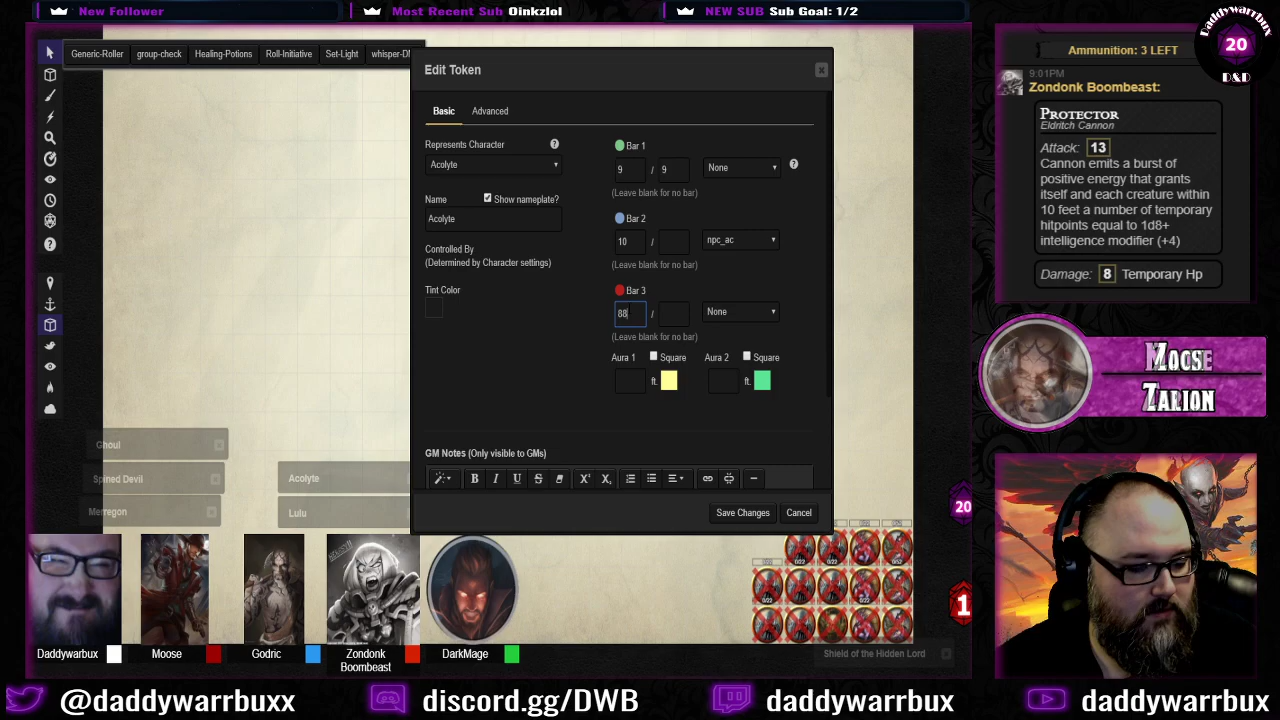 New Follower
Most Recent Sub Oinkzlol
NEW SUB Sub Goal: 1/2
Generic-Roller
group-check
Healing-Potions
Roll-Initiative
Set-Light
Edit Token
Basic
Advanced
Represents Character
Acolyte
Name
Show nameplate?
Acolyte
Controlled By
(Determined by Character settings)
Tint Color
Bar 1
9 / 9
None
(Leave blank for no bar)
Bar 2
10 /
npc_ac
(Leave blank for no bar)
Bar 3
88 /
None
(Leave blank for no bar)
Aura 1
Square
Aura 2
Square
ft.
ft.
GM Notes (Only visible to GMs)
B I U S X² X₂
Save Changes
Cancel
Ghoul
Spined Devil
Merregon
Acolyte
Lulu
Daddywarbux
Moose
Godric
Zondonk
Boombeast
DarkMage
Shield of the Hidden Lord
Ammunition: 3 LEFT
Daddywarrbux
20
D&D
9:01PM
Zondonk Boombeast:
Protector
Eldritch Cannon
Attack: 13
Cannon emits a burst of
positive energy that grants
itself and each creature within
10 feet a number of temporary
hitpoints equal to 1d8+
intelligence modifier (+4)
Damage: 8 Temporary Hp
Moose
Zarion
20
1
@daddywarrbuxx
discord.gg/DWB
daddywarrbux
daddywarrbux